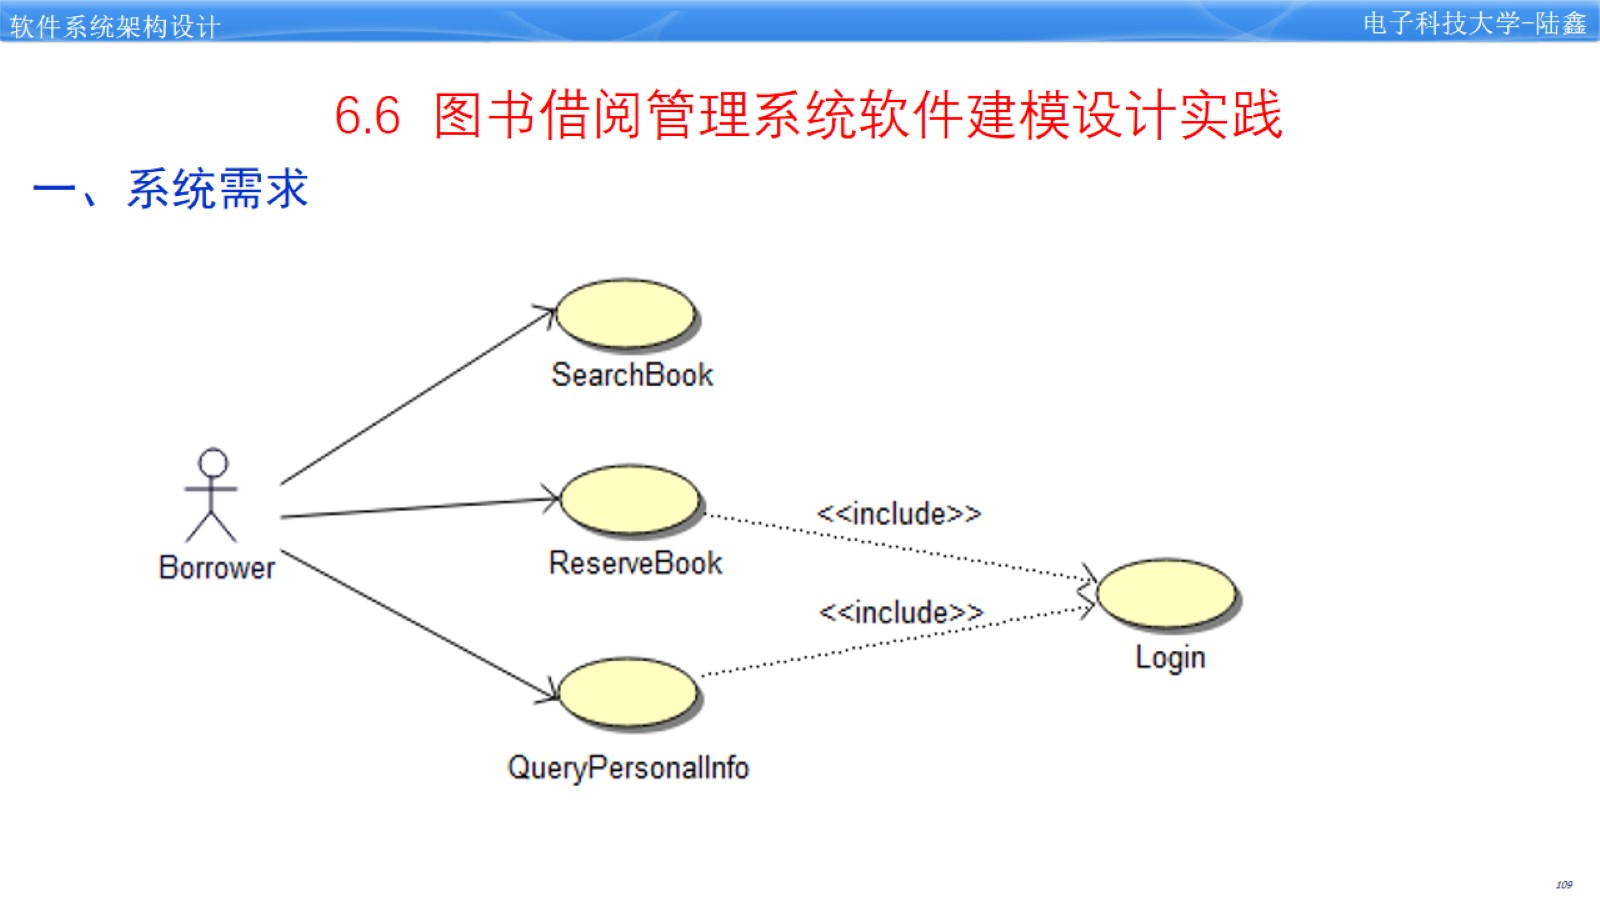 软件系统架构设计
电子科技大学-陆鑫
6.6 图书借阅管理系统软件建模设计实践
一、系统需求
SearchBook
Borrower
ReserveBook
<<include>>
<<include>>
Login
QueryPersonalInfo
109